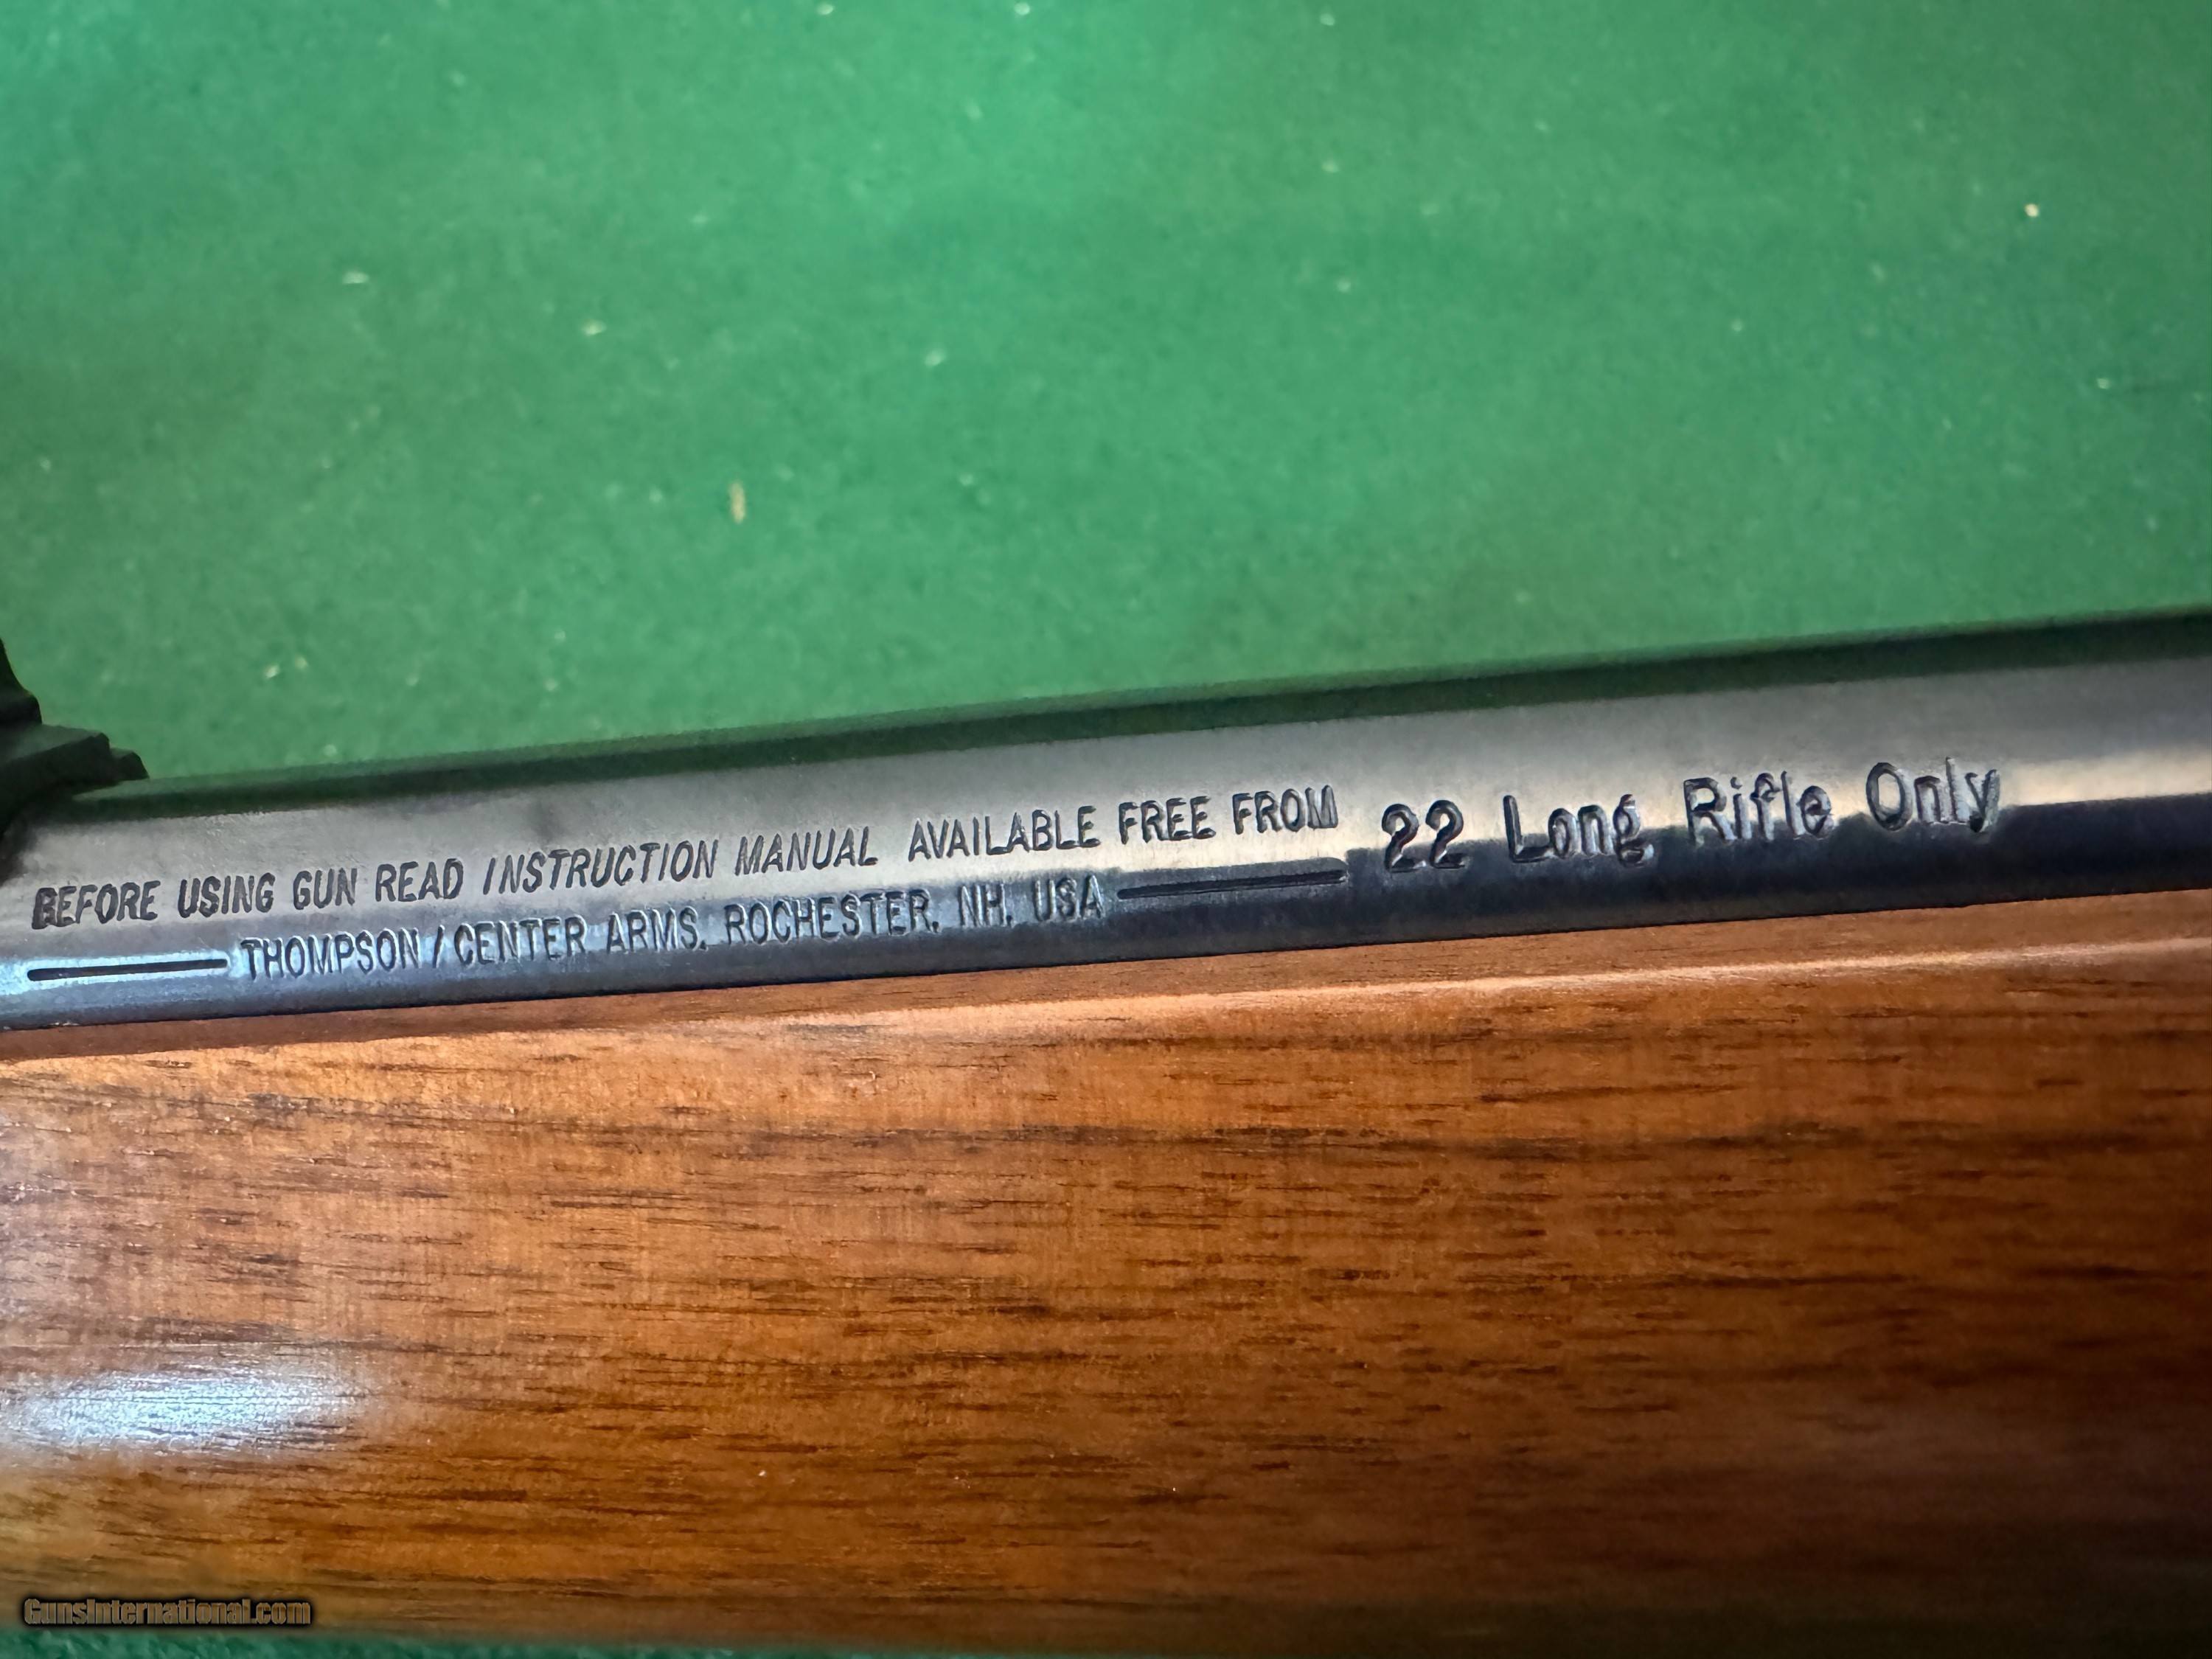 BEFORE USING GUN READ INSTRUCTION MANUAL AVAILABLE FREE FROM
THOMPSON / CENTER ARMS, ROCHESTER, NH, USA
22 Long Rifle Only
GunsInternational.com